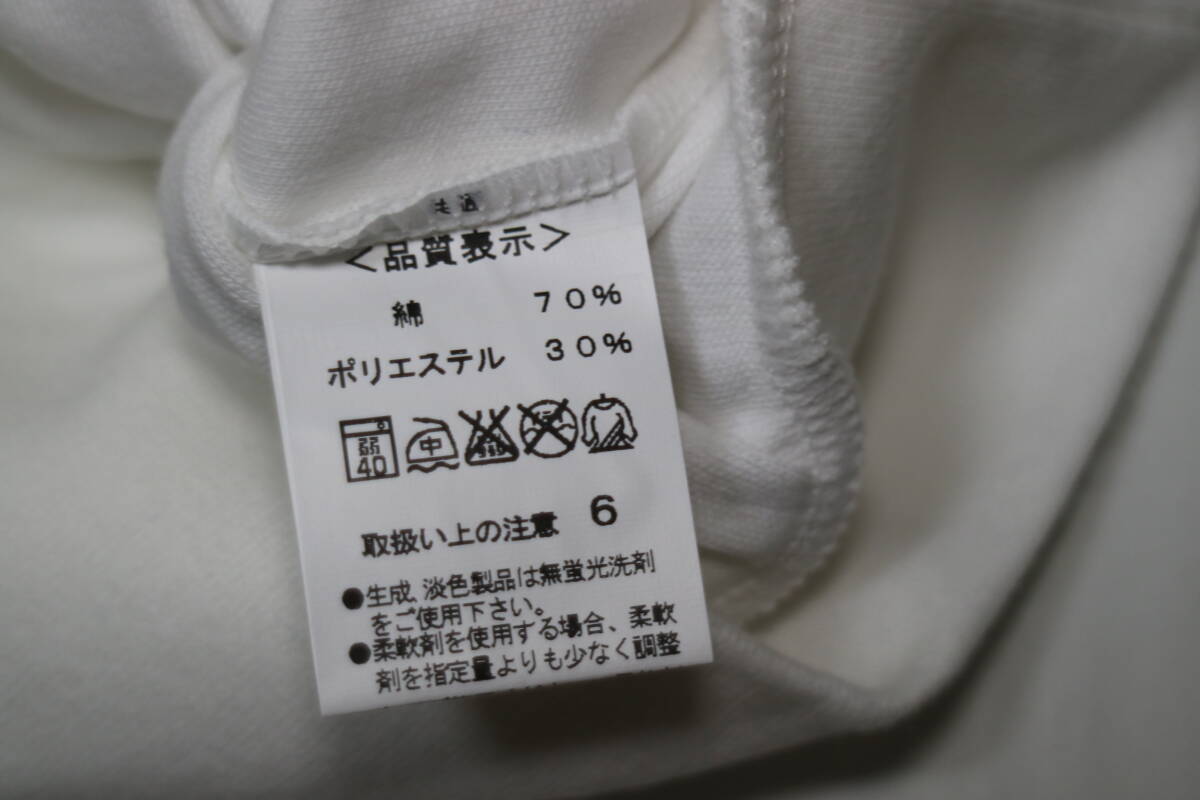 共通
＜品質表示＞
綿 70%
ポリエステル 30%
弱 40 中
取扱い上の注意 6
●生成、淡色製品は無蛍光洗剤
をご使用下さい。
●柔軟剤を使用する場合、柔軟
剤を指定量よりも少なく調整